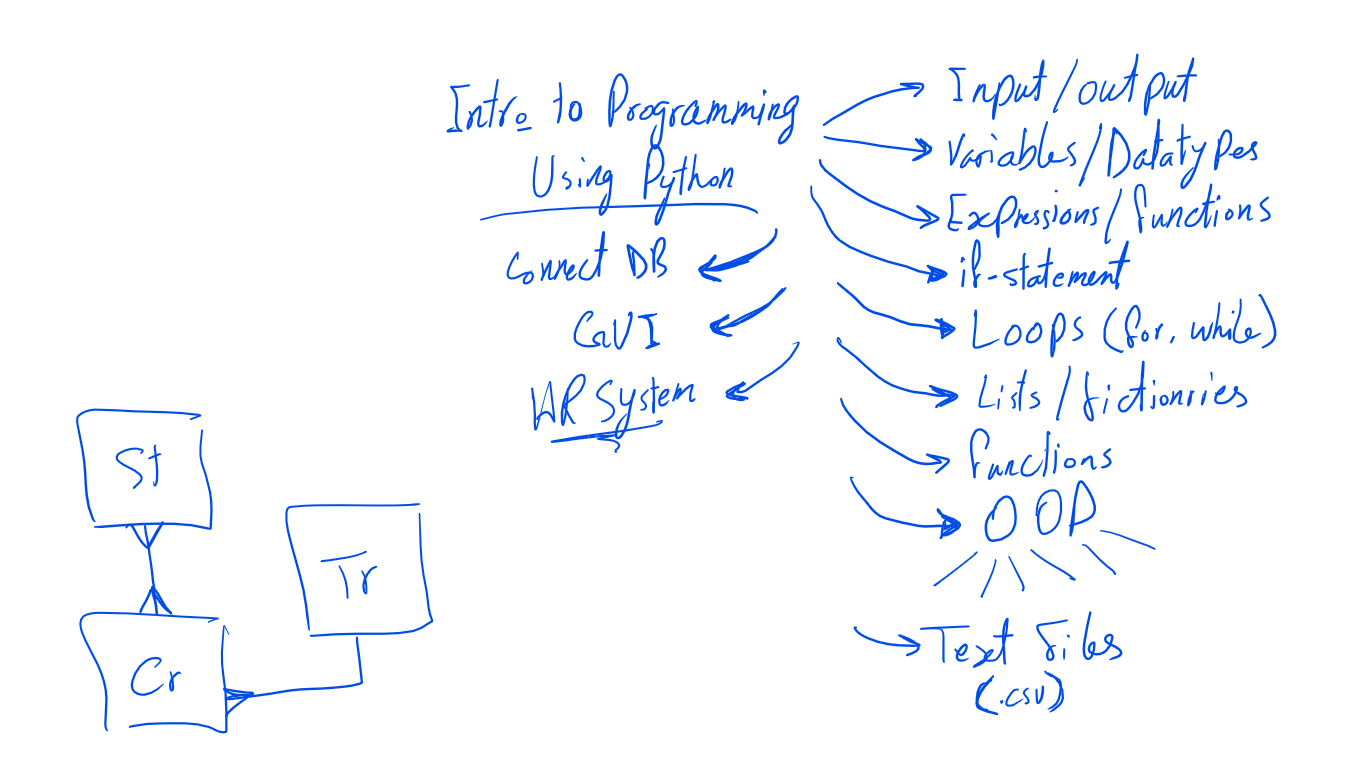 Intro to Programming
Using Python
Connect DB
GUI
HR System
Input/output
Variables/Datatypes
Expressions/functions
if-statement
Loops (for, while)
Lists/dictionries
functions
OOP
Text files
(.csv)
St
Tr
Cr